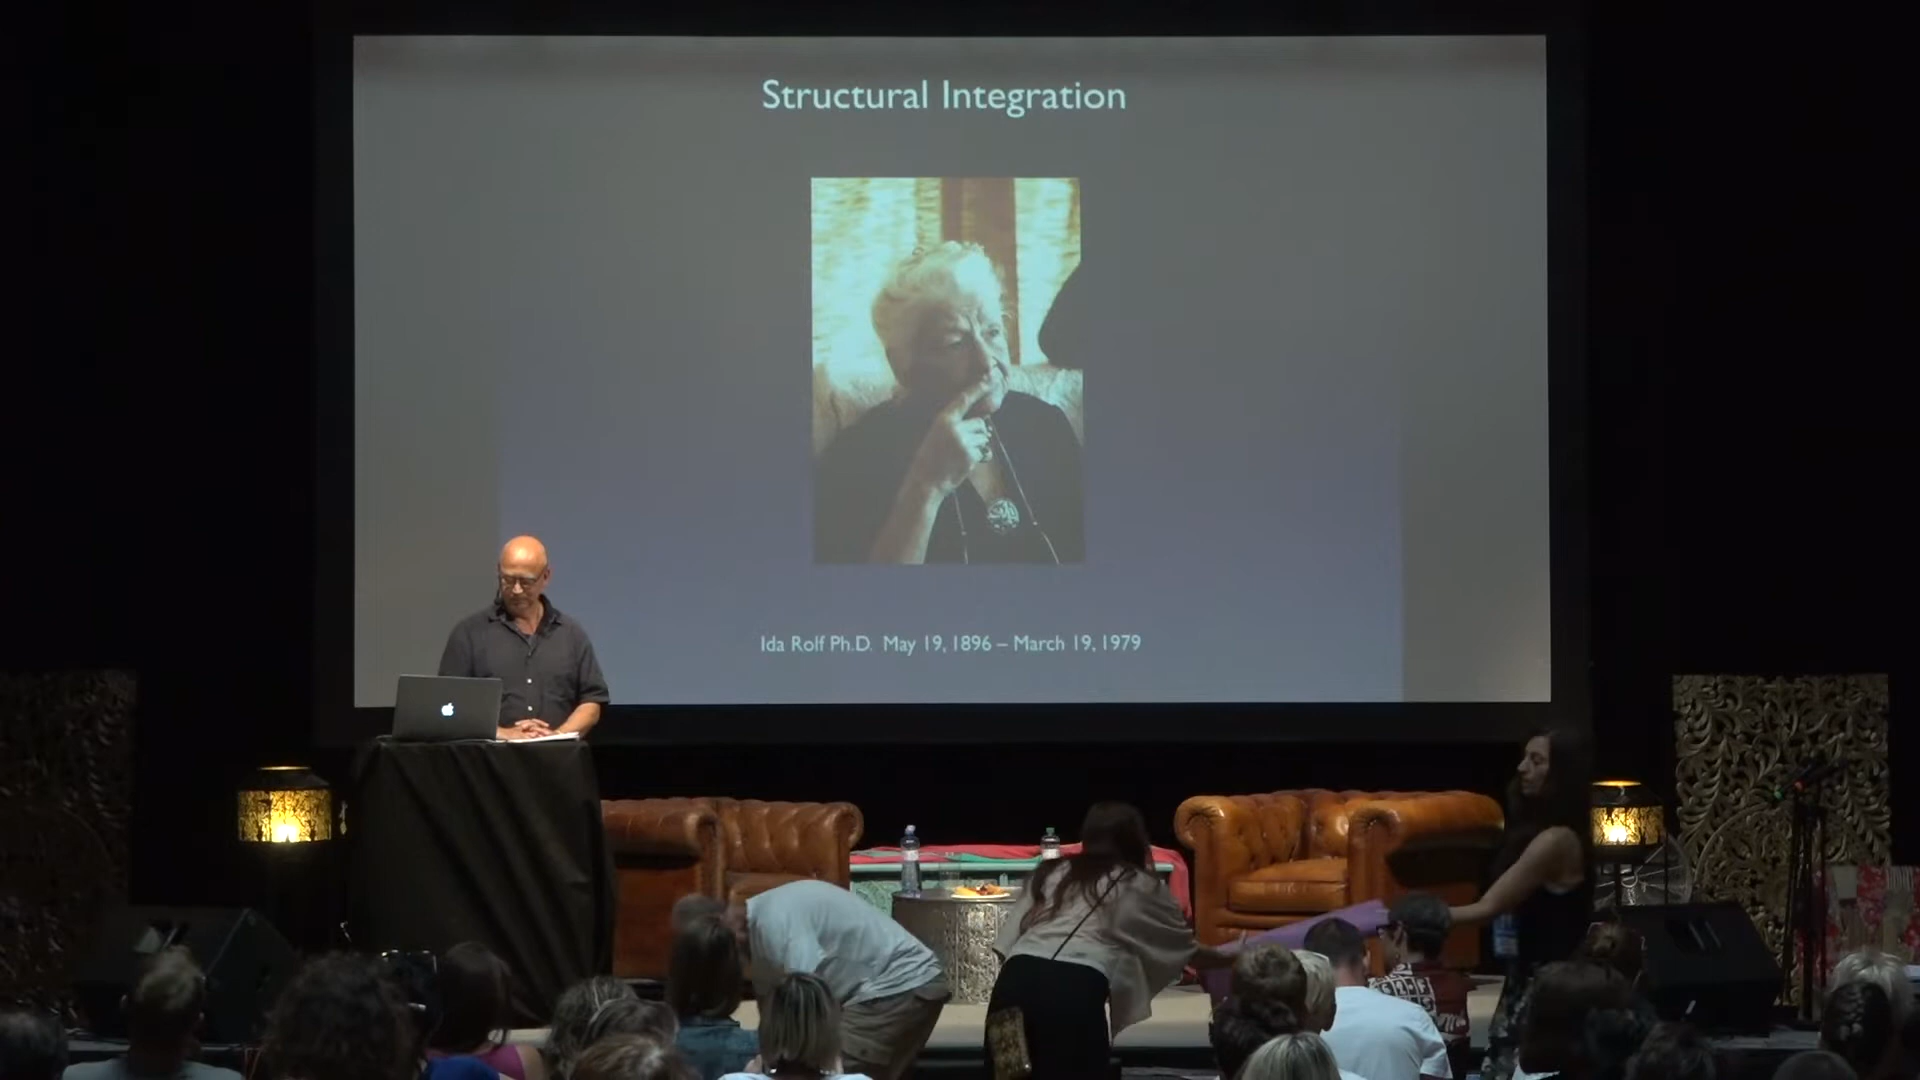 Structural Integration
Ida Rolf Ph.D. May 19, 1896 – March 19, 1979